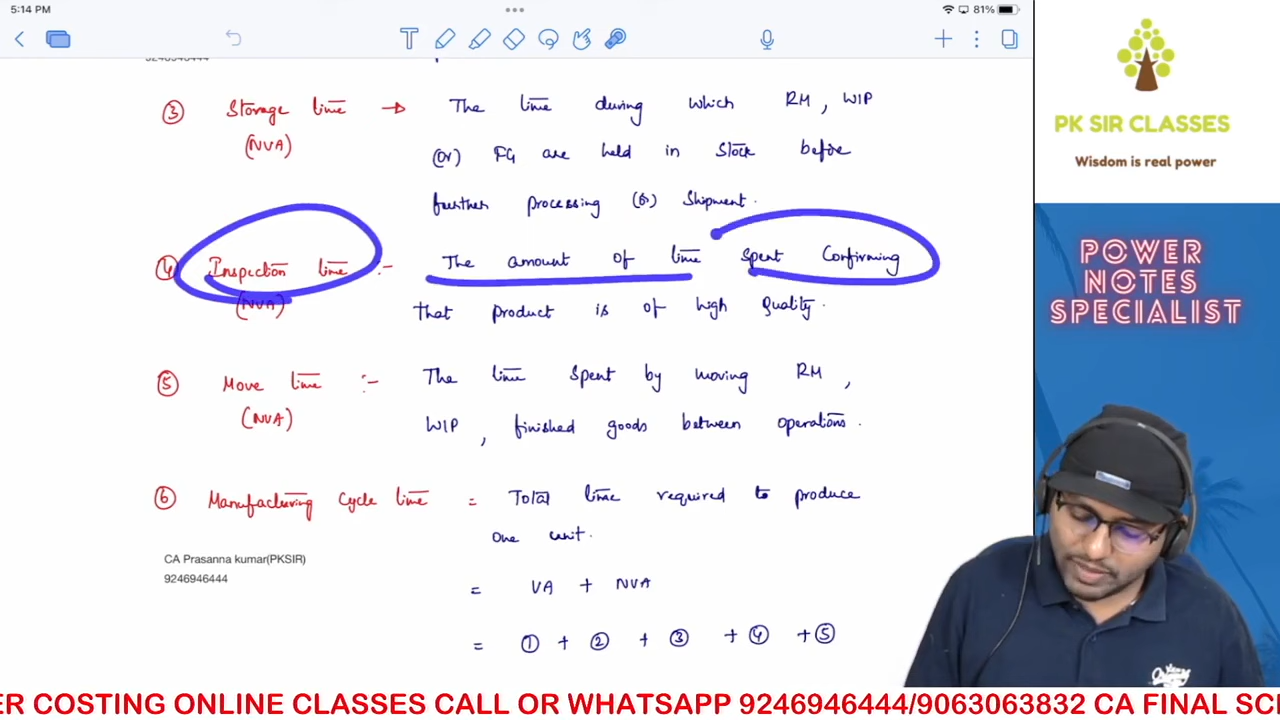 5:14 PM
81%
③ Storage time → The time during which RM, WIP
(NVA) (or) FG are held in stock before
further processing (or) shipment.
④ Inspection time :- The amount of time spent confirming
(NVA) that product is of high quality.
⑤ Move time :- The time spent by moving RM,
(NVA) WIP, finished goods between operations.
⑥ Manufacturing cycle time = Total time required to produce
one unit.
CA Prasanna kumar(PKSIR)
9246946444
= VA + NVA
= ① + ② + ③ + ④ + ⑤
PK SIR CLASSES
Wisdom is real power
POWER
NOTES
SPECIALIST
ER COSTING ONLINE CLASSES CALL OR WHATSAPP 9246946444/9063063832 CA FINAL SC